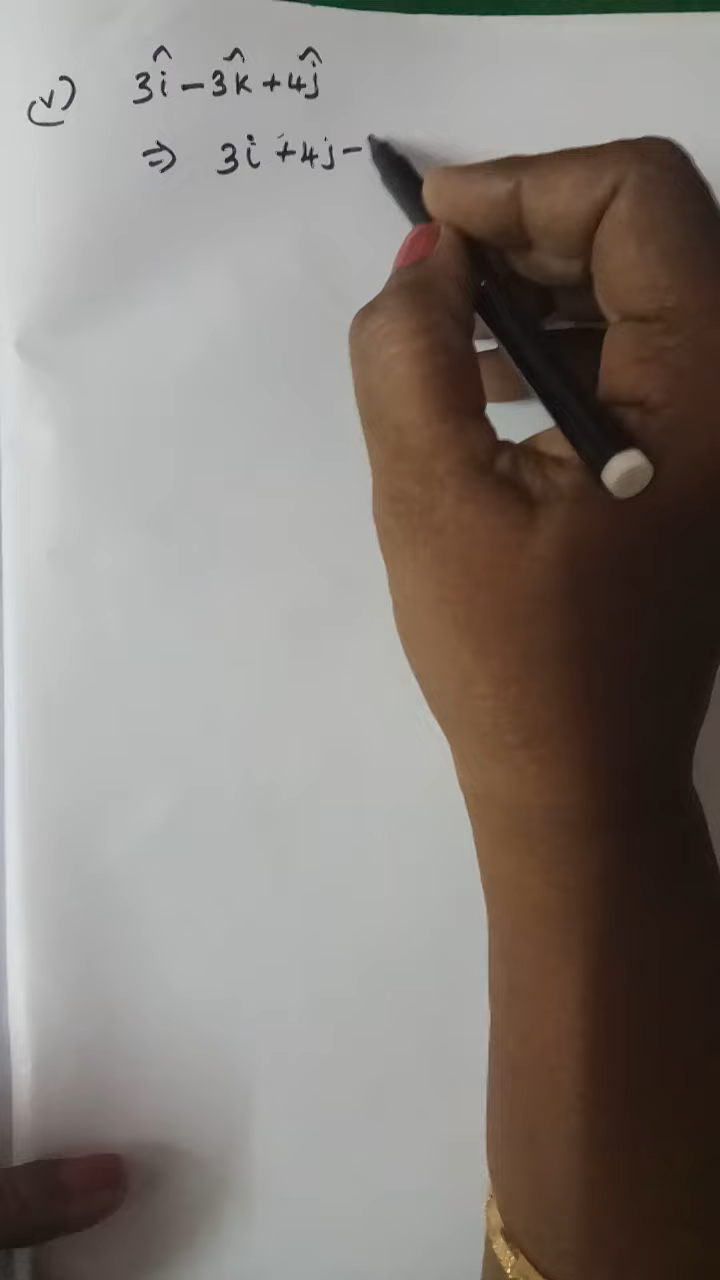 (v) 3î - 3k̂ + 4ĵ
⇒ 3i + 4j -